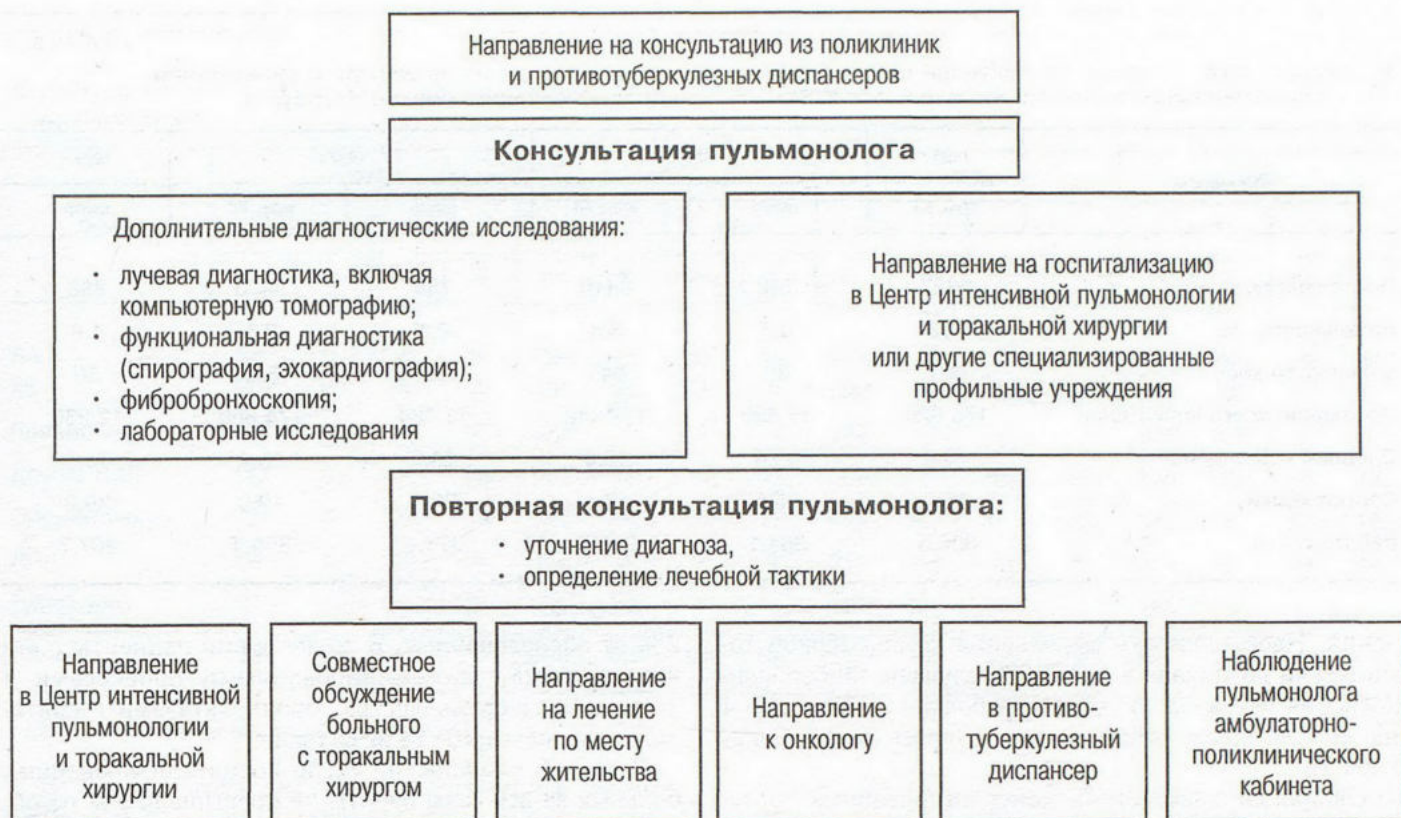 Направление на консультацию из поликлиник
и противотуберкулезных диспансеров
Консультация пульмонолога
Дополнительные диагностические исследования:
· лучевая диагностика, включая
компьютерную томографию;
· функциональная диагностика
(спирография, эхокардиография);
· фибробронхоскопия;
· лабораторные исследования
Направление на госпитализацию
в Центр интенсивной пульмонологии
и торакальной хирургии
или другие специализированные
профильные учреждения
Повторная консультация пульмонолога:
· уточнение диагноза,
· определение лечебной тактики
Направление
в Центр интенсивной
пульмонологии
и торакальной
хирургии
Совместное
обсуждение
больного
с торакальным
хирургом
Направление
на лечение
по месту
жительства
Направление
к онкологу
Направление
в противо-
туберкулезный
диспансер
Наблюдение
пульмонолога
амбулаторно-
поликлинического
кабинета